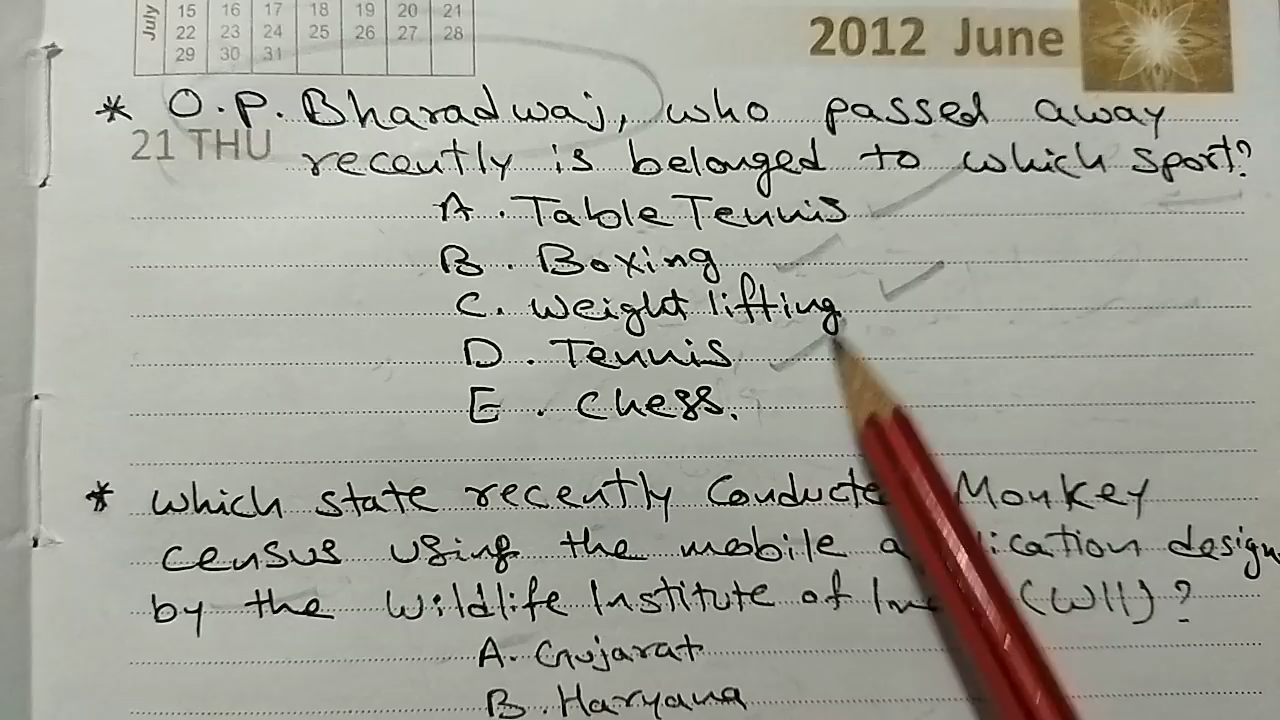 July 15 16 17 18 19 20 21
22 23 24 25 26 27 28
29 30 31
2012 June
* O.P. Bharadwaj, who passed away
21 THU
recently is belonged to which sport?
A. Table Tennis
B. Boxing
C. Weight lifting
D. Tennis
E. Chess.
* Which state recently Monkey
census using the mobile design
by the Wildlife Institute of (WII)?
A. Gujarat
B. Haryana